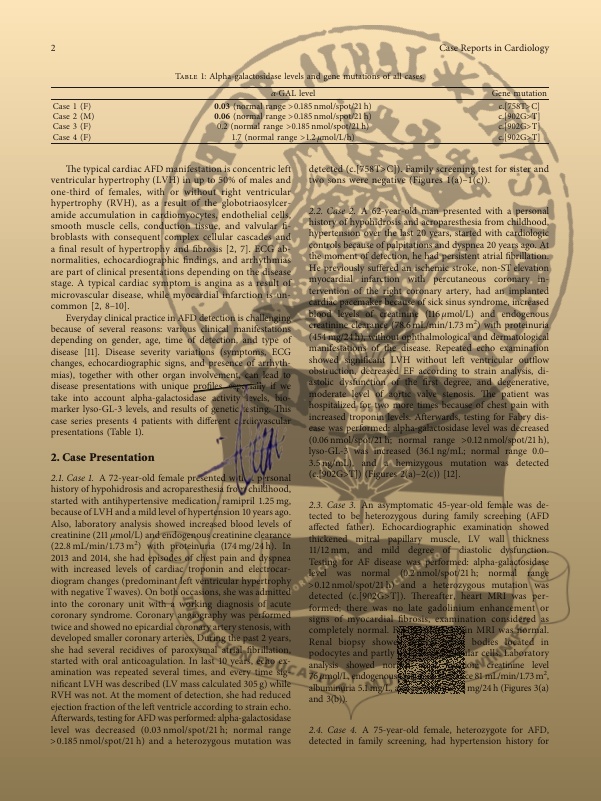 2
Case Reports in Cardiology
Table 1: Alpha-galactosidase levels and gene mutations of all cases.
α-GAL level Gene mutation
Case 1 (F) 0.03 (normal range >0.185 nmol/spot/21 h) c.[758T>C]
Case 2 (M) 0.06 (normal range >0.185 nmol/spot/21 h) c.[902G>T]
Case 3 (F) 0.2 (normal range >0.185 nmol/spot/21 h) c.[902G>T]
Case 4 (F) 1.7 (normal range >1.2 μmol/L/h) c.[902G>T]
The typical cardiac AFD manifestation is concentric left
ventricular hypertrophy (LVH) in up to 50% of males and
one-third of females, with or without right ventricular
hypertrophy (RVH), as a result of the globotriaosylcer-
amide accumulation in cardiomyocytes, endothelial cells,
smooth muscle cells, conduction tissue, and valvular fi-
broblasts with consequent complex cellular cascades and
a final result of hypertrophy and fibrosis [2, 7]. ECG ab-
normalities, echocardiographic findings, and arrhythmias
are part of clinical presentations depending on the disease
stage. A typical cardiac symptom is angina as a result of
microvascular disease, while myocardial infarction is un-
common [2, 8–10].
Everyday clinical practice in AFD detection is challenging
because of several reasons: various clinical manifestations
depending on gender, age, time of detection, and type of
disease [11]. Disease severity variations (symptoms, ECG
changes, echocardiographic signs, and presence of arrhyth-
mias), together with other organ involvement, can lead to
disease presentations with unique profiles, especially if we
take into account alpha-galactosidase activity levels, bio-
marker lyso-GL-3 levels, and results of genetic testing. This
case series presents 4 patients with different cardiovascular
presentations (Table 1).
2. Case Presentation
2.1. Case 1. A 72-year-old female presented with personal
history of hypohidrosis and acroparesthesia from childhood,
started with antihypertensive medication, ramipril 1.25 mg,
because of LVH and a mild level of hypertension 10 years ago.
Also, laboratory analysis showed increased blood levels of
creatinine (211 μmol/L) and endogenous creatinine clearance
(22.8 mL/min/1.73 m²) with proteinuria (174 mg/24 h). In
2013 and 2014, she had episodes of chest pain and dyspnea
with increased levels of cardiac troponin and electrocar-
diogram changes (predominant left ventricular hypertrophy
with negative T waves). On both occasions, she was admitted
into the coronary unit with a working diagnosis of acute
coronary syndrome. Coronary angiography was performed
twice and showed no epicardial coronary artery stenosis, with
developed smaller coronary arteries. During the past 2 years,
she had several recidives of paroxysmal atrial fibrillation,
started with oral anticoagulation. In last 10 years, echo ex-
amination was repeated several times, and every time sig-
nificant LVH was described (LV mass calculated 305 g) while
RVH was not. At the moment of detection, she had reduced
ejection fraction of the left ventricle according to strain echo.
Afterwards, testing for AFD was performed: alpha-galactosidase
level was decreased (0.03 nmol/spot/21 h; normal range
>0.185 nmol/spot/21 h) and a heterozygous mutation was
detected (c.[758T>C]). Family screening test for sister and
two sons were negative (Figures 1(a)–1(c)).
2.2. Case 2. A 62-year-old man presented with a personal
history of hypohidrosis and acroparesthesia from childhood,
hypertension over the last 20 years, started with cardiologic
controls because of palpitations and dyspnea 20 years ago. At
the moment of detection, he had persistent atrial fibrillation.
He previously suffered an ischemic stroke, non-ST elevation
myocardial infarction with percutaneous coronary in-
tervention of the right coronary artery, had an implanted
cardiac pacemaker because of sick sinus syndrome, increased
blood levels of creatinine (116 μmol/L) and endogenous
creatinine clearance (78.6 mL/min/1.73 m²) with proteinuria
(454 mg/24 h), without ophthalmological and dermatological
manifestations of the disease. Repeated echo examination
showed significant LVH without left ventricular outflow
obstruction, decreased EF according to strain analysis, di-
astolic dysfunction of the first degree, and degenerative,
moderate level of aortic valve stenosis. The patient was
hospitalized for two more times because of chest pain with
increased troponin levels. Afterwards, testing for Fabry dis-
ease was performed: alpha-galactosidase level was decreased
(0.06 nmol/spot/21 h; normal range >0.12 nmol/spot/21 h),
lyso-GL-3 was increased (36.1 ng/mL; normal range 0.0–
3.5 ng/mL), and a hemizygous mutation was detected
(c.[902G>T]) (Figures 2(a)–2(c)) [12].
2.3. Case 3. An asymptomatic 45-year-old female was de-
tected to be heterozygous during family screening (AFD
affected father). Echocardiographic examination showed
thickened mitral papillary muscle, LV wall thickness
11/12 mm, and mild degree of diastolic dysfunction.
Testing for AF disease was performed: alpha-galactosidase
level was normal (0.2 nmol/spot/21 h; normal range
>0.12 nmol/spot/21 h) and a heterozygous mutation was
detected (c.[902G>T]). Thereafter, heart MRI was per-
formed: there was no late gadolinium enhancement or
signs of myocardial fibrosis, examination considered as
completely normal. MRI was normal.
Renal biopsy showed bodies located in
podocytes and partly cells. Laboratory
analysis showed creatinine level
76 μmol/L, endogenous 81 mL/min/1.73 m²,
albuminuria 5.1 mg/L, mg/24 h (Figures 3(a)
and 3(b)).
2.4. Case 4. A 75-year-old female, heterozygote for AFD,
detected in family screening, had hypertension history for